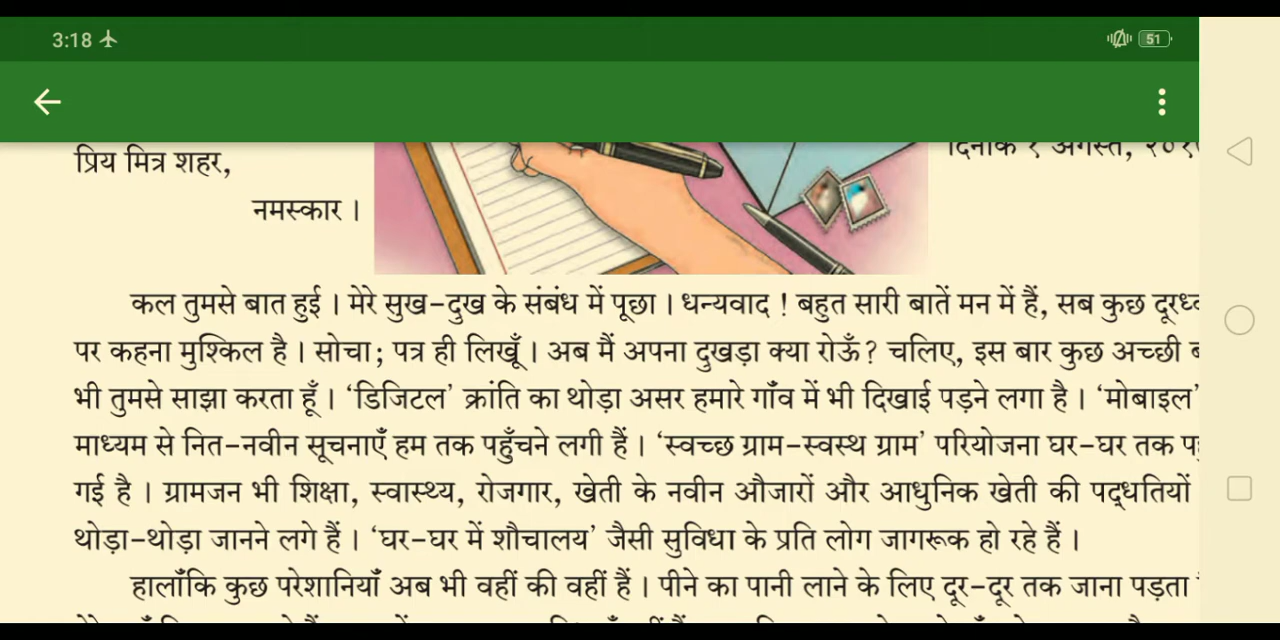 3:18
51
प्रिय मित्र शहर,
दिनांक १ अगस्त,
नमस्कार ।
कल तुमसे बात हुई । मेरे सुख-दुख के संबंध में पूछा । धन्यवाद ! बहुत सारी बातें मन में हैं, सब कुछ
पर कहना मुश्किल है । सोचा; पत्र ही लिखूँ । अब मैं अपना दुखड़ा क्या रोऊँ? चलिए, इस बार कुछ अच्छी
भी तुमसे साझा करता हूँ । ‘डिजिटल’ क्रांति का थोड़ा असर हमारे गाँव में भी दिखाई पड़ने लगा है । ‘मोबाइल’
माध्यम से नित-नवीन सूचनाएँ हम तक पहुँचने लगी हैं । ‘स्वच्छ ग्राम-स्वस्थ ग्राम’ परियोजना घर-घर तक
गई है । ग्रामजन भी शिक्षा, स्वास्थ्य, रोजगार, खेती के नवीन औजारों और आधुनिक खेती की पद्धतियों
थोड़ा-थोड़ा जानने लगे हैं । ‘घर-घर में शौचालय’ जैसी सुविधा के प्रति लोग जागरूक हो रहे हैं ।
हालाँकि कुछ परेशानियाँ अब भी वहीं की वहीं हैं । पीने का पानी लाने के लिए दूर-दूर तक जाना पड़ता